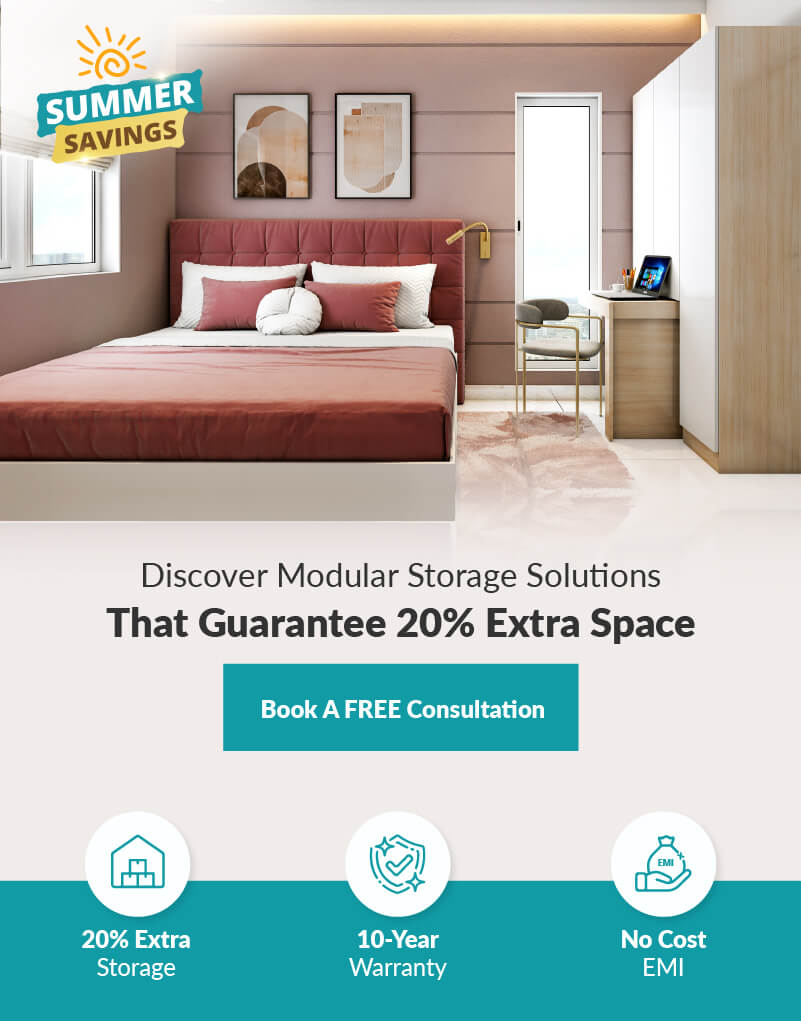 SUMMER
SAVINGS
Discover Modular Storage Solutions
That Guarantee 20% Extra Space
Book A FREE Consultation
EMI
20% Extra
Storage
10-Year
Warranty
No Cost
EMI